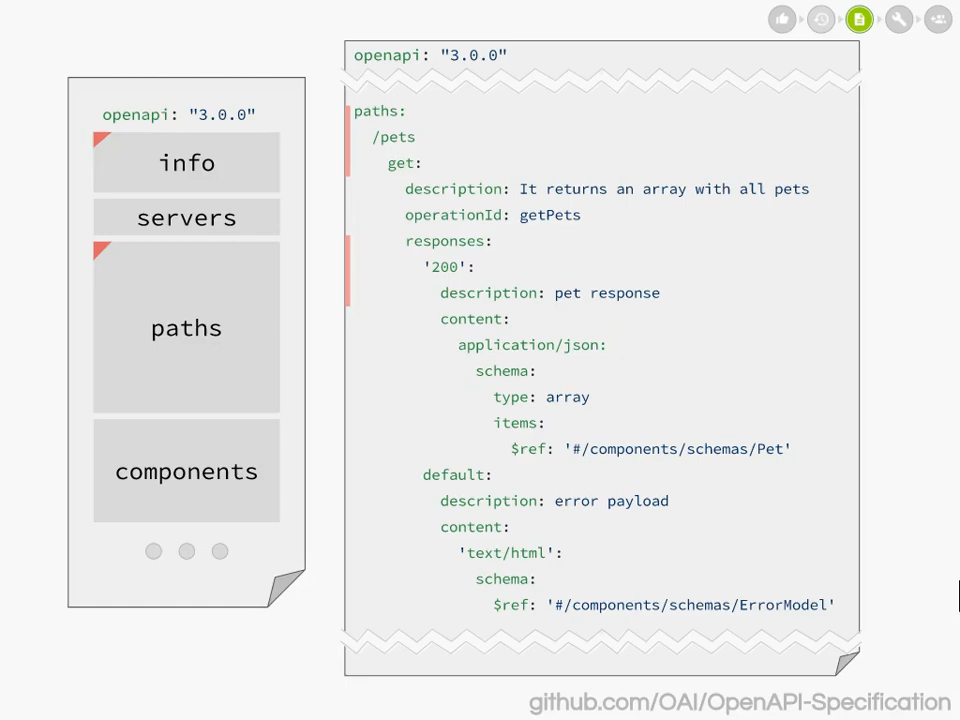 openapi: "3.0.0"
info
servers
paths
components
openapi: "3.0.0"
paths:
/pets
get:
description: It returns an array with all pets
operationId: getPets
responses:
'200':
description: pet response
content:
application/json:
schema:
type: array
items:
$ref: '#/components/schemas/Pet'
default:
description: error payload
content:
'text/html':
schema:
$ref: '#/components/schemas/ErrorModel'
github.com/OAI/OpenAPI-Specification